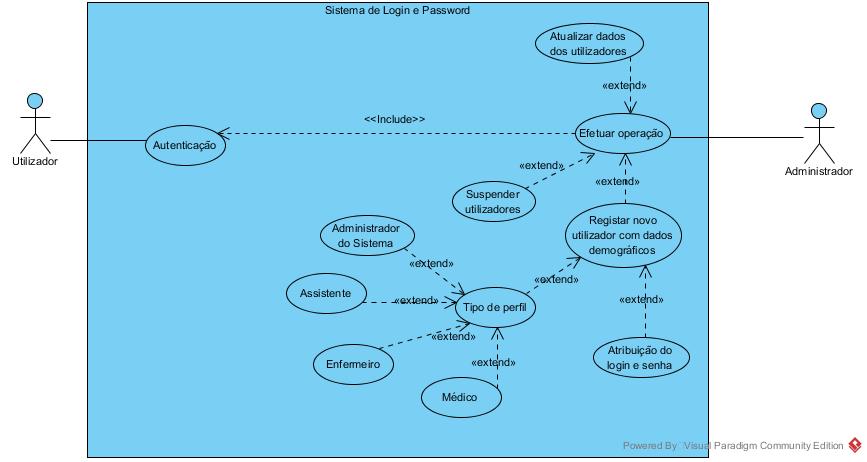 Sistema de Login e Password
Atualizar dados
dos utilizadores
«extend»
<<Include>>
Efetuar operação
Autenticação
Utilizador
Administrador
«extend»
«extend»
Suspender
utilizadores
Registar novo
utilizador com dados
demográficos
Administrador
do Sistema
«extend»
«extend»
Assistente
«extend»
«extend»
Tipo de perfil
«extend»
Enfermeiro
«extend»
Atribuição do
login e senha
Médico
Powered By Visual Paradigm Community Edition